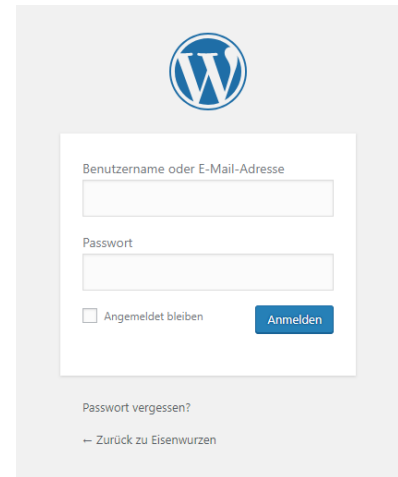 Benutzername oder E-Mail-Adresse
Passwort
Angemeldet bleiben
Anmelden
Passwort vergessen?
← Zurück zu Eisenwurzen